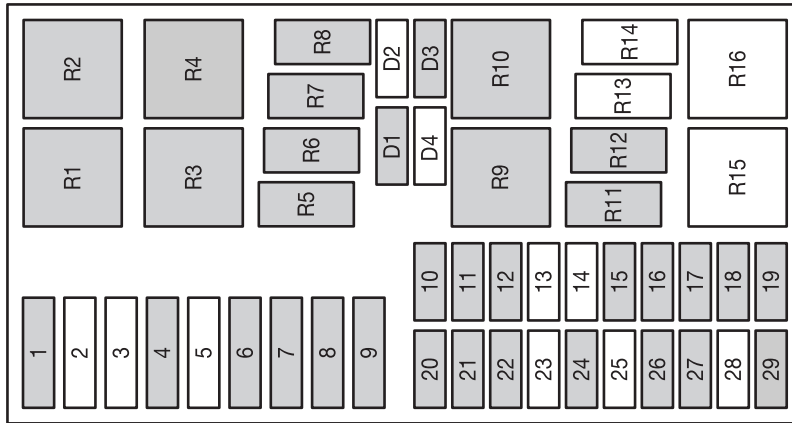 R2 R4 R8 D2 D3 R10 R14 R16
R7 R13
R1 R3 R6 D1 D4 R9 R12 R15
R5 R11
10 11 12 13 14 15 16 17 18 19
1 2 3 4 5 6 7 8 9
20 21 22 23 24 25 26 27 28 29